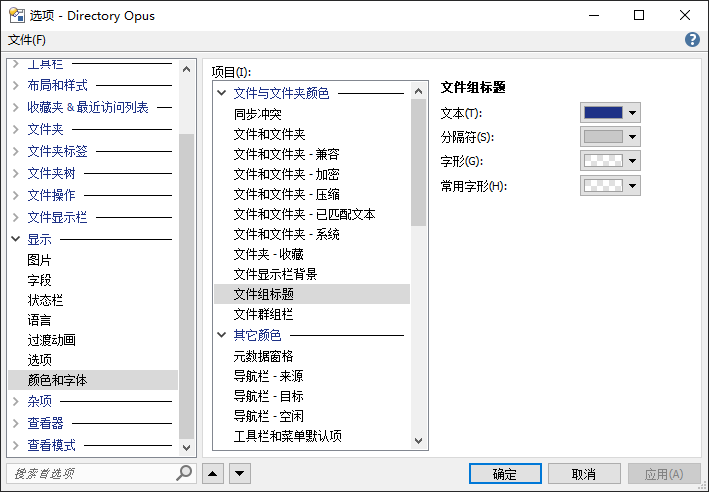 选项 - Directory Opus
文件(F)
工具栏
布局和样式
收藏夹 & 最近访问列表
文件夹
文件夹标签
文件夹树
文件操作
文件显示栏
显示
图片
字段
状态栏
语言
过渡动画
选项
颜色和字体
杂项
查看器
查看模式
搜索首选项
项目(I):
文件与文件夹颜色
同步冲突
文件和文件夹
文件和文件夹 - 兼容
文件和文件夹 - 加密
文件和文件夹 - 压缩
文件和文件夹 - 已匹配文本
文件和文件夹 - 系统
文件夹 - 收藏
文件显示栏背景
文件组标题
文件群组栏
其它颜色
元数据窗格
导航栏 - 来源
导航栏 - 目标
导航栏 - 空闲
工具栏和菜单默认项
文件组标题
文本(T):
分隔符(S):
字形(G):
常用字形(H):
确定
取消
应用(A)